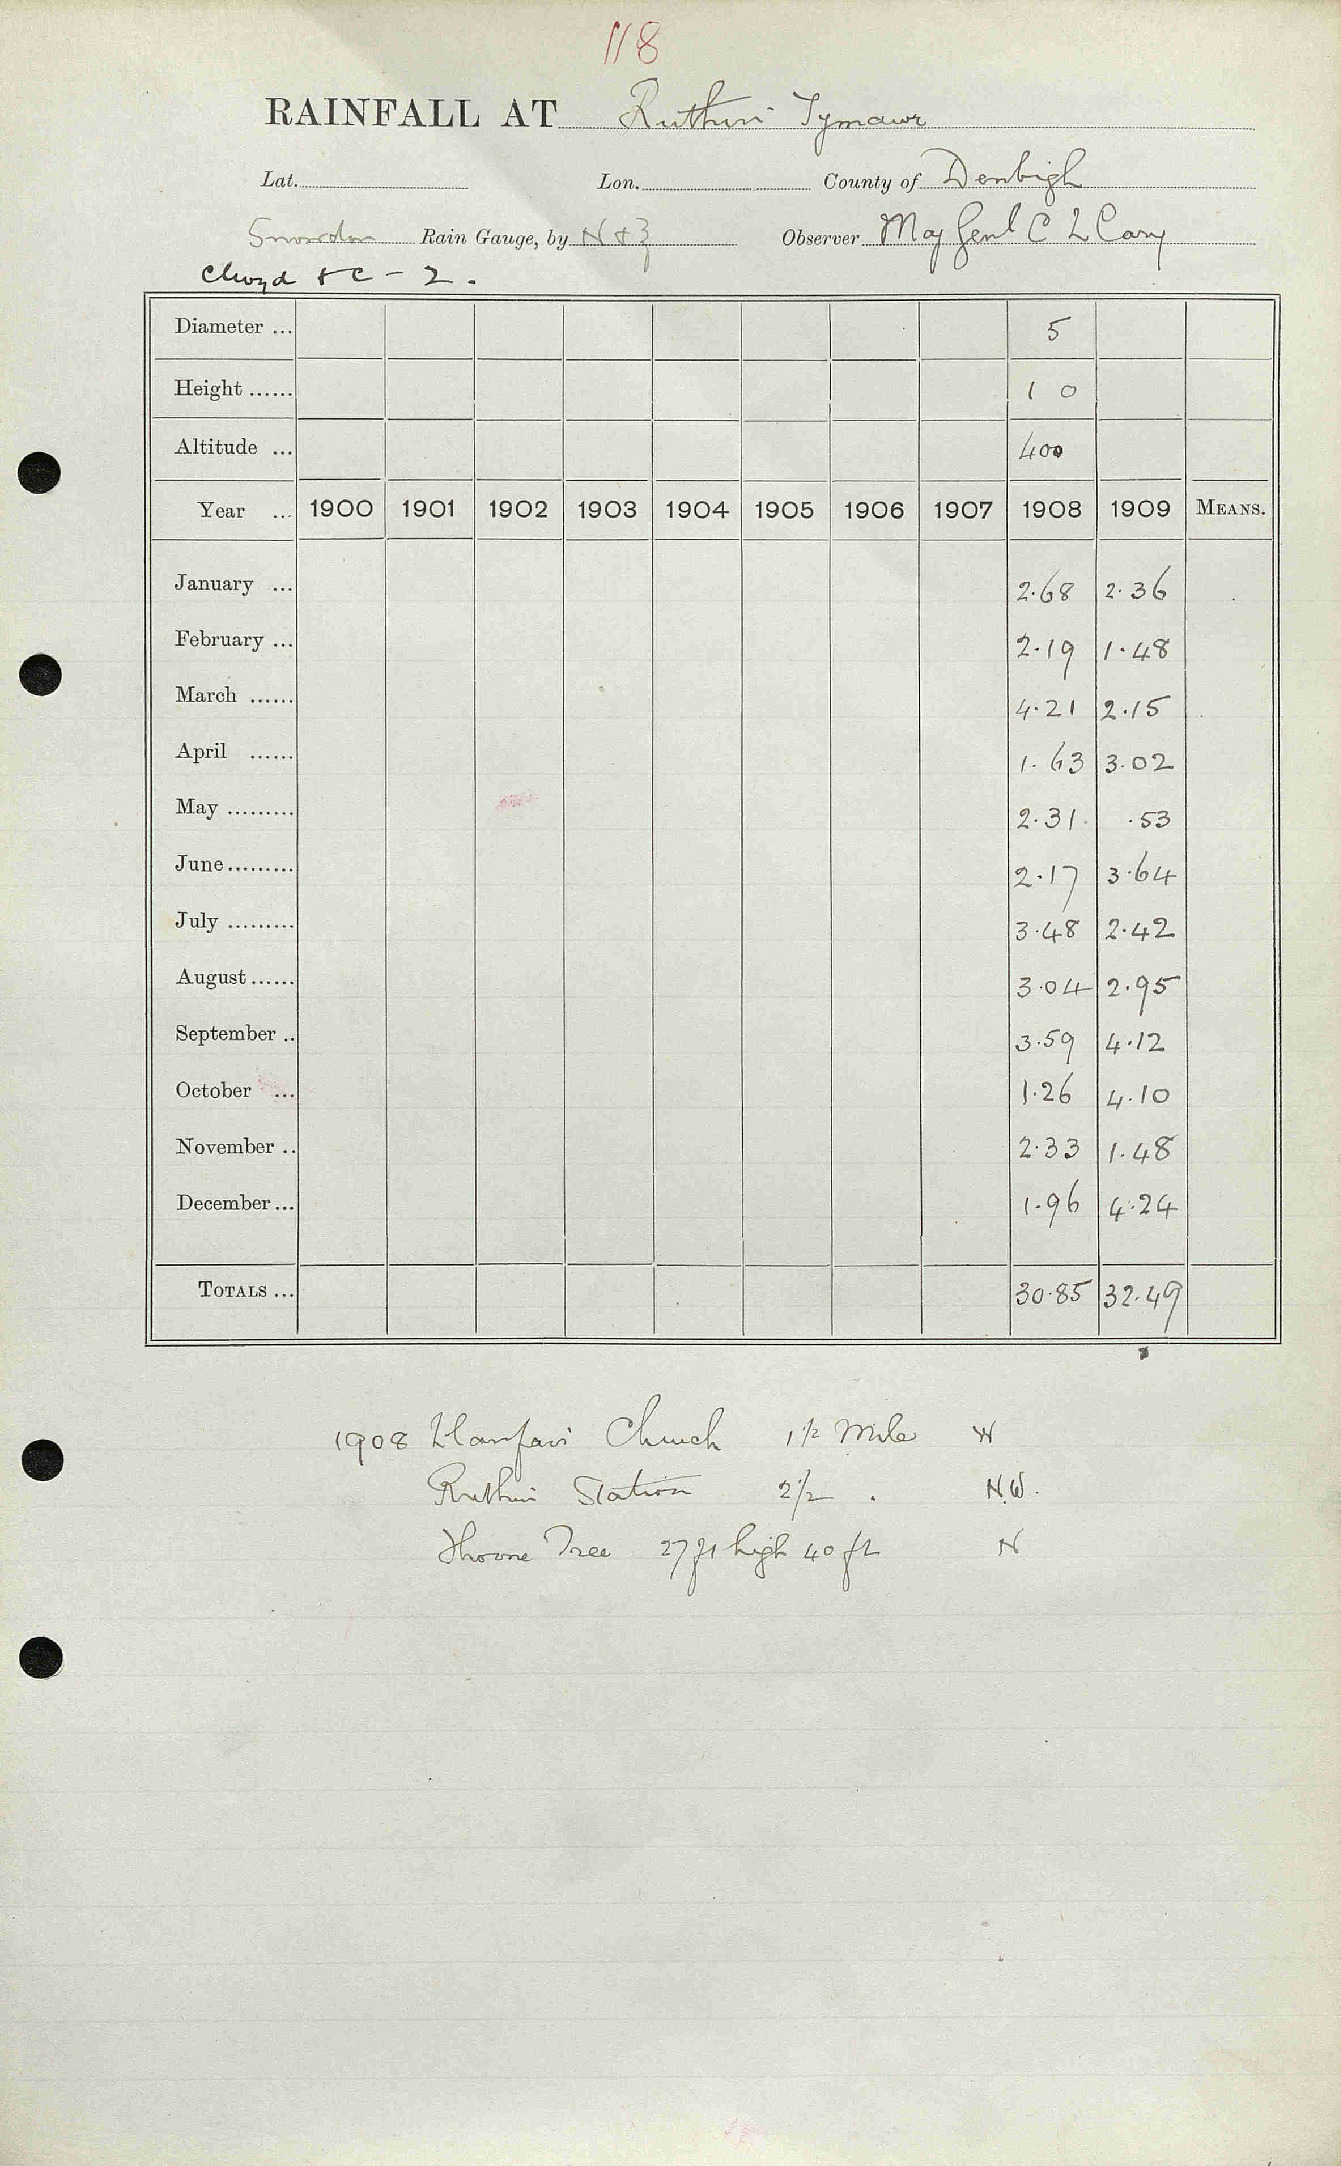 118
RAINFALL AT Ruthin Tymawr
Lat. Lon. County of Denbigh
Snowdon Rain Gauge, by N & Z Observer Maj Genl C L Cary
Clwyd & C - 2.
Diameter ... 5
Height ...... 1 0
Altitude ... 400
Year ... 1900 1901 1902 1903 1904 1905 1906 1907 1908 1909 MEANS.
January ... 2.68 2.36
February ... 2.19 1.48
March ...... 4.21 2.15
April ...... 1.63 3.02
May ......... 2.31 .53
June......... 2.17 3.64
July ......... 3.48 2.42
August...... 3.04 2.95
September .. 3.59 4.12
October ... 1.26 4.10
November .. 2.33 1.48
December... 1.96 4.24
TOTALS ... 30.85 32.49
1908 Llanfair Church 1 1/2 Mile W
Ruthin Station 2 1/2 . N.W.
Thorne Tree 27 ft high 40 ft N